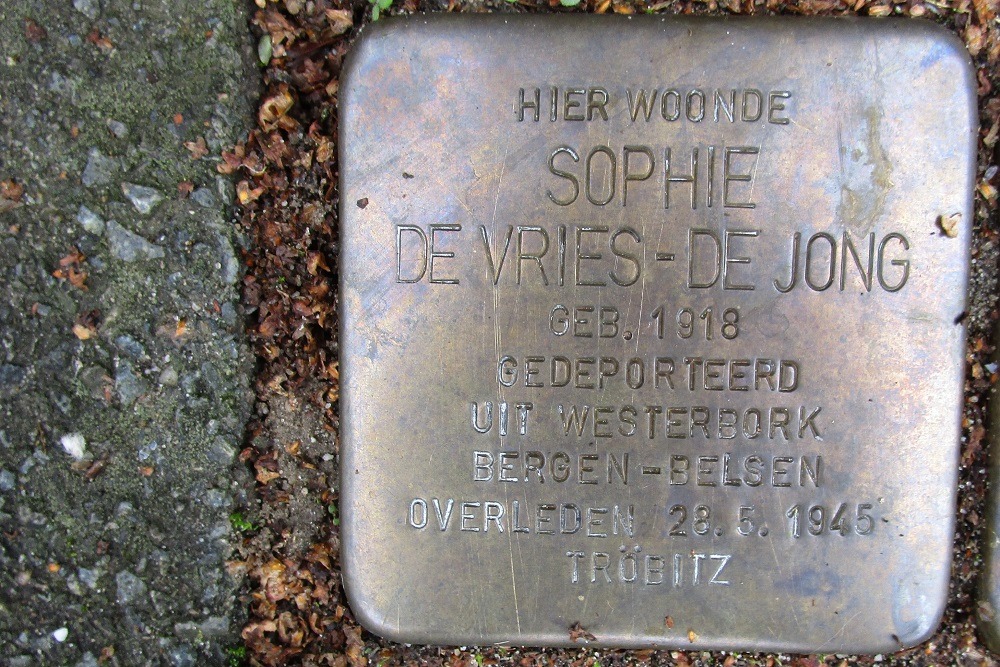 HIER WOONDE
SOPHIE
DE VRIES-DE JONG
GEB. 1918
GEDEPORTEERD
UIT WESTERBORK
BERGEN-BELSEN
OVERLEDEN 28.5.1945
TRÖBITZ